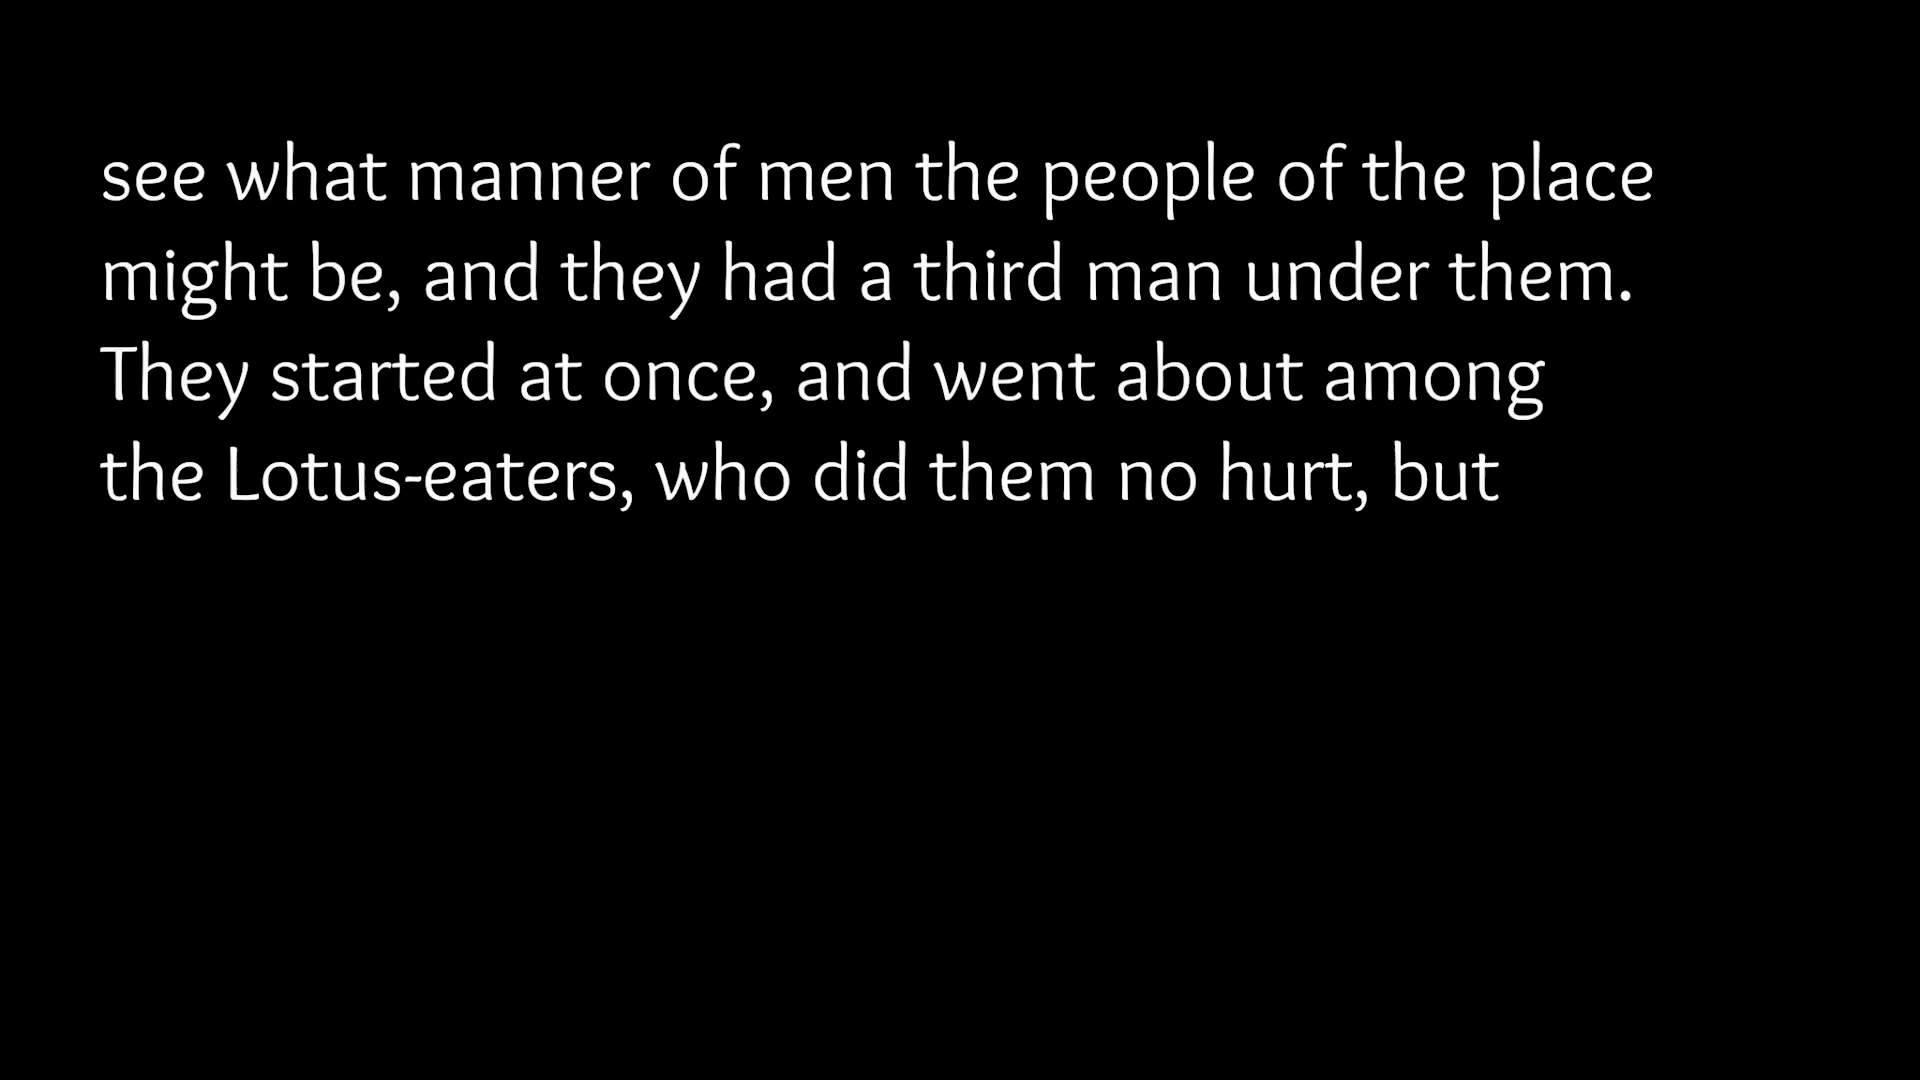 see what manner of men the people of the place
might be, and they had a third man under them.
They started at once, and went about among
the Lotus-eaters, who did them no hurt, but